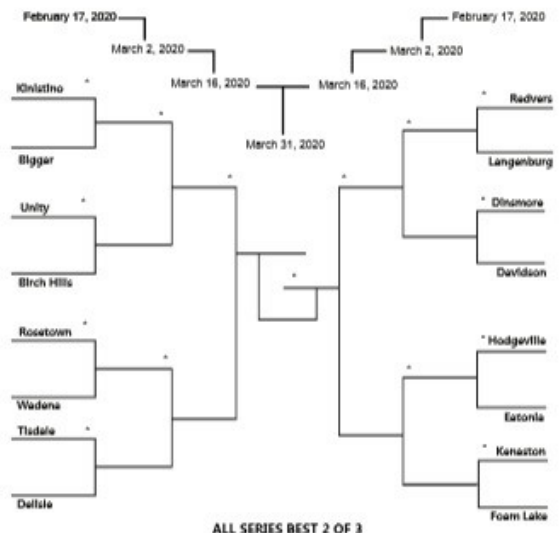 February 17, 2020
February 17, 2020
March 2, 2020
March 2, 2020
March 16, 2020
March 16, 2020
March 31, 2020
Kinistino
Bigger
Unity
Birch Hills
Rosetown
Wadena
Tisdale
Delisle
Redvers
Langenburg
Dinsmore
Davidson
Hodgeville
Eatonia
Kenaston
Foam Lake
ALL SERIES BEST 2 OF 3